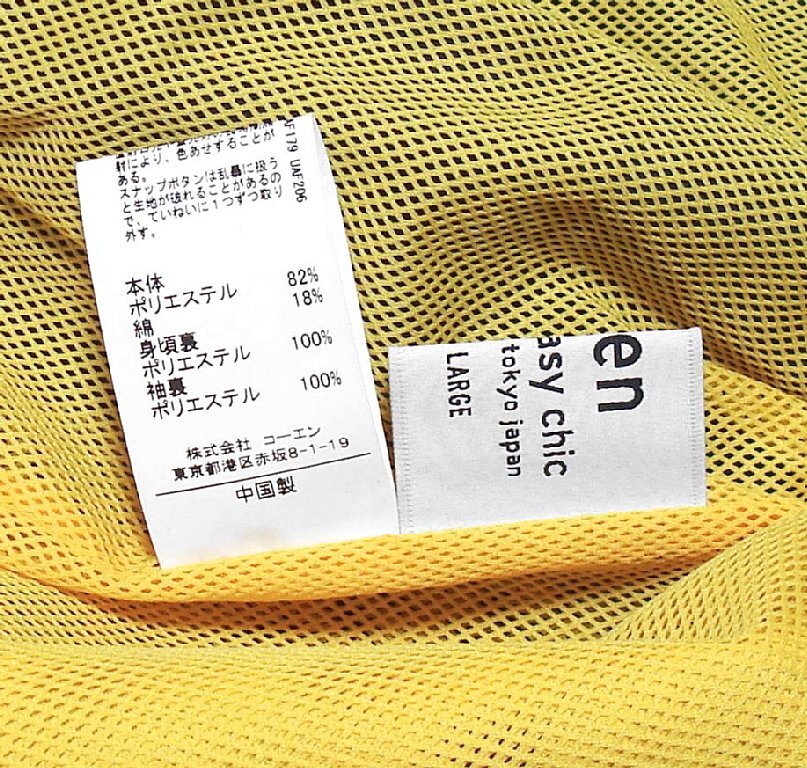 射により、色あせすることが
ある。
スナップボタンは乱暴に扱う
と生地が破れることがあるの
で、ていねいに1つずつ取り
外す。
AF179 UAF206
本体
ポリエステル 82%
綿 18%
身頃裏
ポリエステル 100%
袖裏
ポリエステル 100%
株式会社 コーエン
東京都港区赤坂8-1-19
中国製
en
asy chic
tokyo japan
LARGE